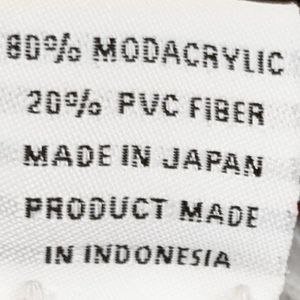 80% MODACRYLIC
20% PVC FIBER
MADE IN JAPAN
PRODUCT MADE
IN INDONESIA